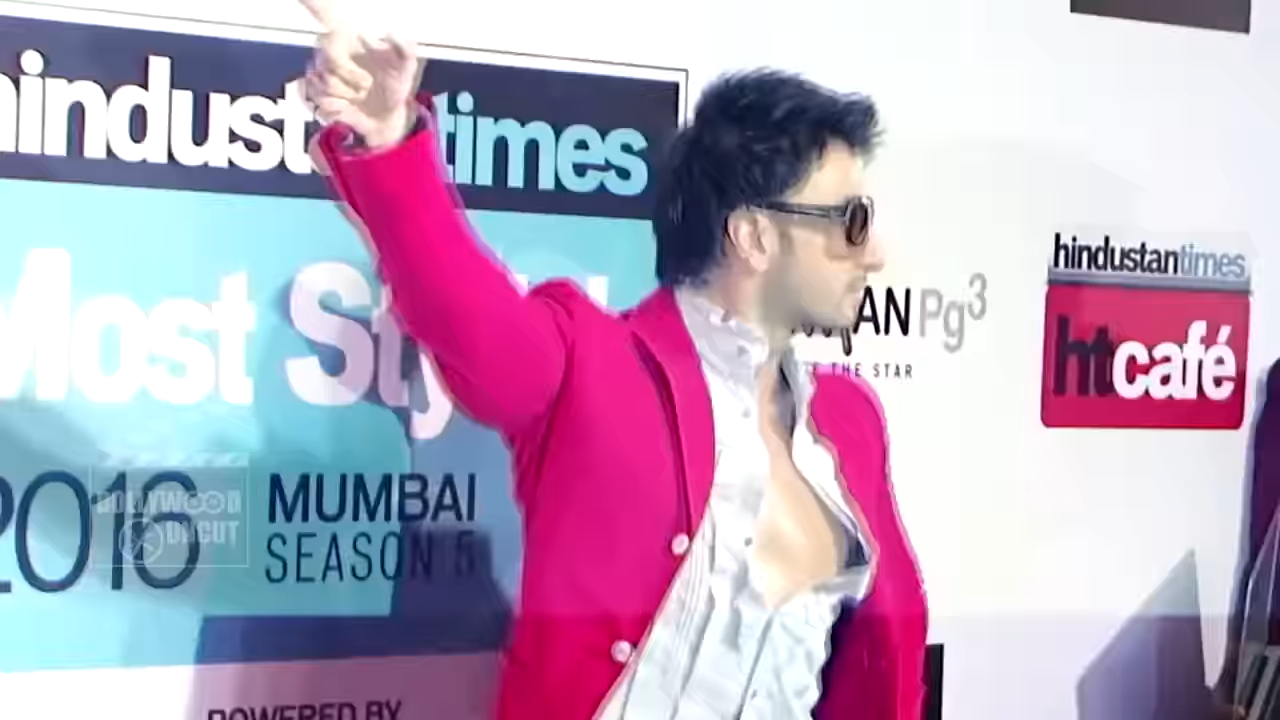 hindust times
Most Sty
2016 MUMBAI
SEASON 5
POWERED BY
BOLLYWOOD
UNCUT
AN Pg3
THE STAR
hindustantimes
htcafé